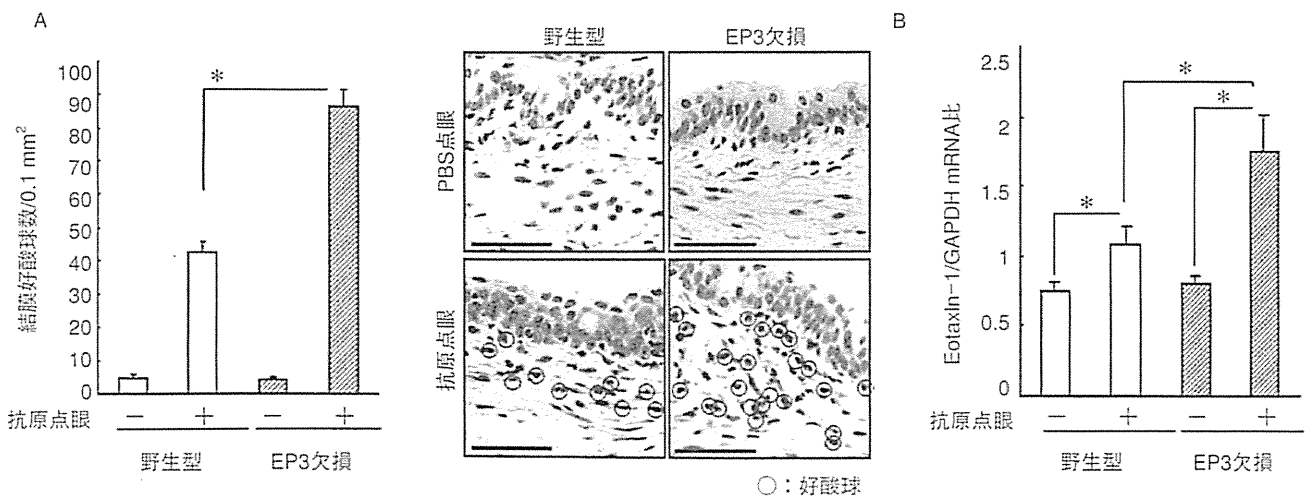 A
結膜好酸球数/0.1 mm²
100
90
80
70
60
50
40
30
20
10
0
*
抗原点眼
− + − +
野生型 EP3欠損
野生型 EP3欠損
PBS点眼
抗原点眼
○：好酸球
B
Eotaxin-1/GAPDH mRNA比
2.5
2
1.5
1
0.5
0
*
*
*
抗原点眼
− + − +
野生型 EP3欠損